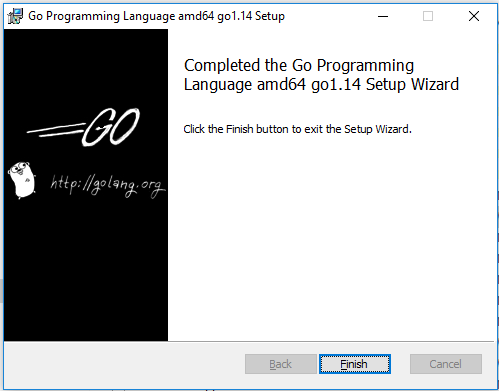 Go Programming Language amd64 go1.14 Setup
Completed the Go Programming
Language amd64 go1.14 Setup Wizard
Click the Finish button to exit the Setup Wizard.
GO
http://golang.org
Back
Finish
Cancel